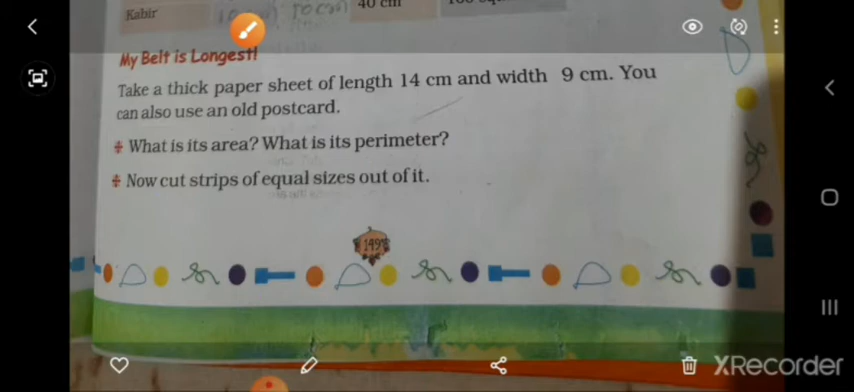 Kabir
40 cm
My Belt is Longest!
Take a thick paper sheet of length 14 cm and width 9 cm. You
can also use an old postcard.
÷ What is its area? What is its perimeter?
÷ Now cut strips of equal sizes out of it.
149
XRecorder